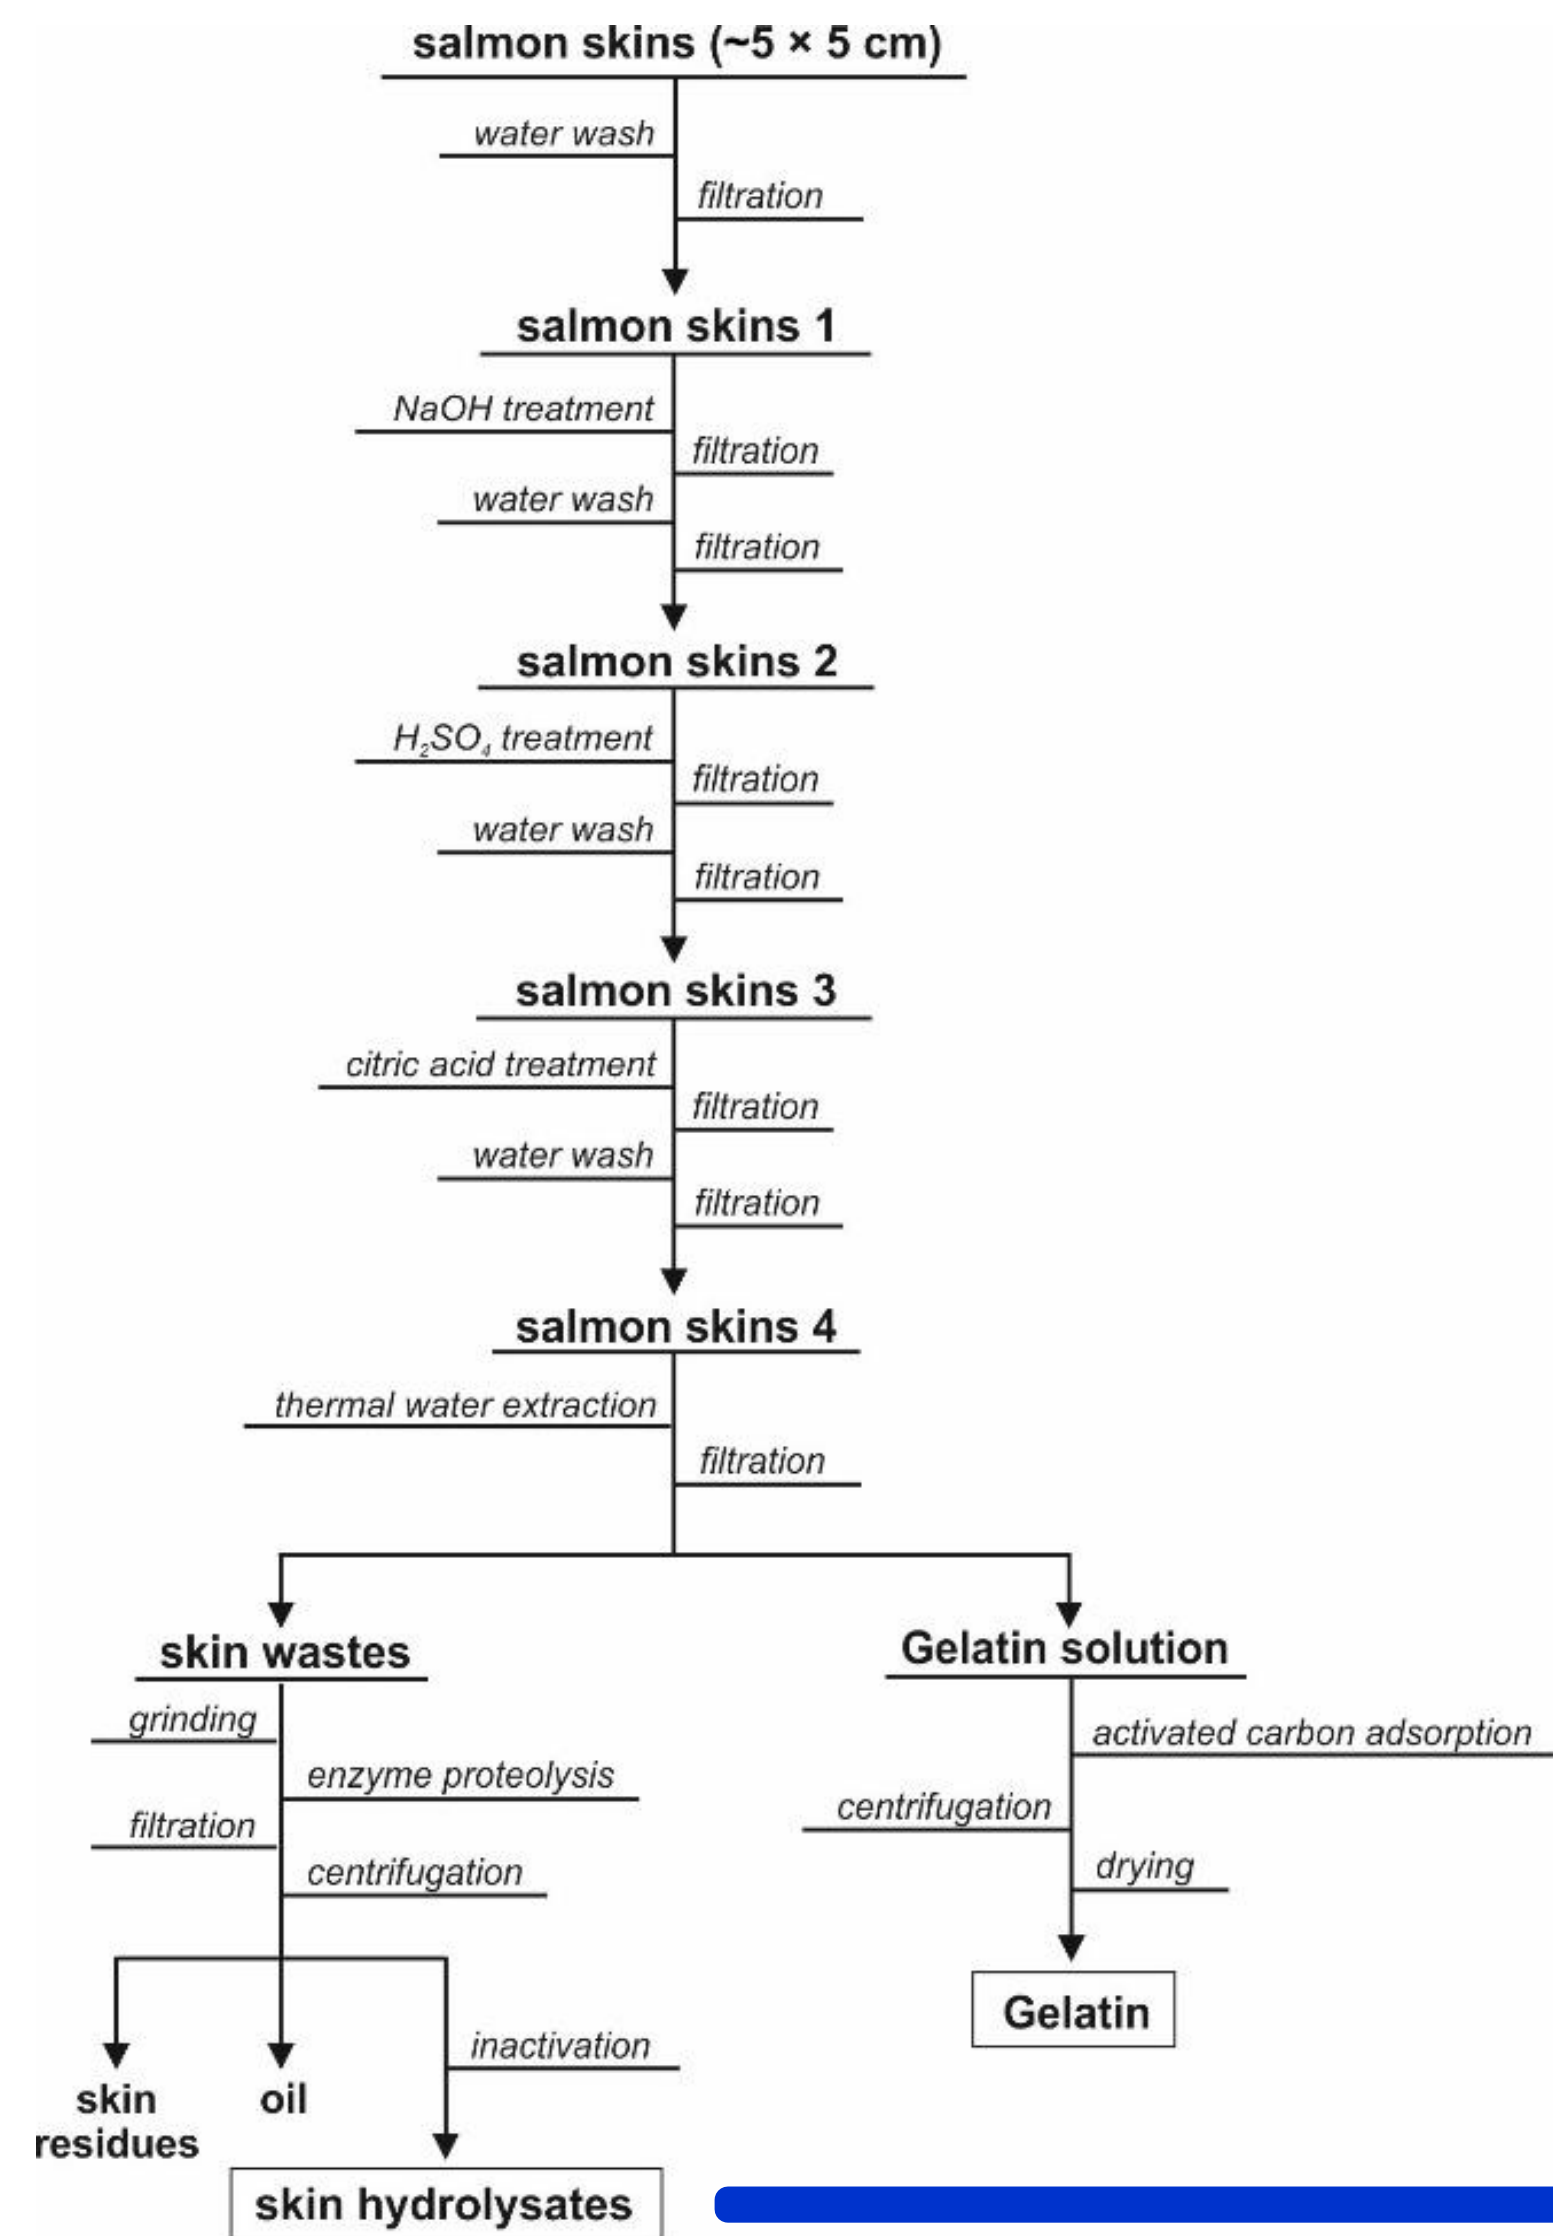 salmon skins (~5 × 5 cm)
water wash
filtration
salmon skins 1
NaOH treatment
filtration
water wash
filtration
salmon skins 2
H₂SO₄ treatment
filtration
water wash
filtration
salmon skins 3
citric acid treatment
filtration
water wash
filtration
salmon skins 4
thermal water extraction
filtration
skin wastes
grinding
enzyme proteolysis
filtration
centrifugation
skin
residues
oil
inactivation
skin hydrolysates
Gelatin solution
activated carbon adsorption
centrifugation
drying
Gelatin